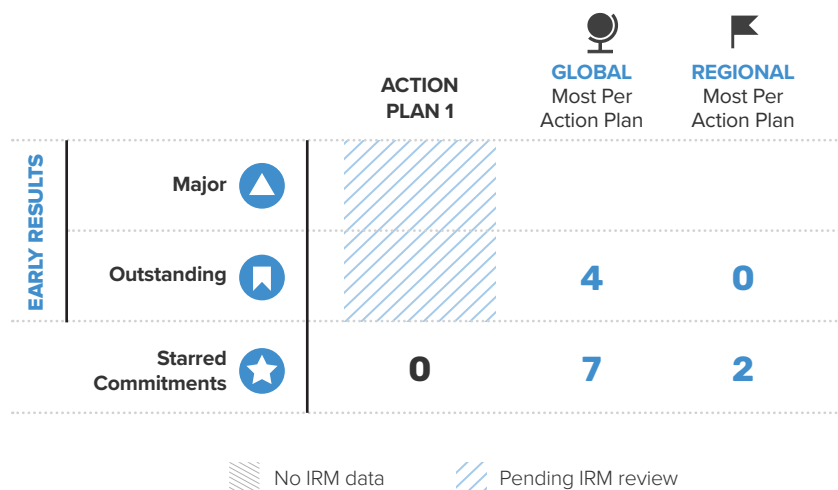 ACTION
PLAN 1
GLOBAL
Most Per
Action Plan
REGIONAL
Most Per
Action Plan
EARLY RESULTS
Major
Outstanding
4
0
Starred
Commitments
0
7
2
No IRM data
Pending IRM review